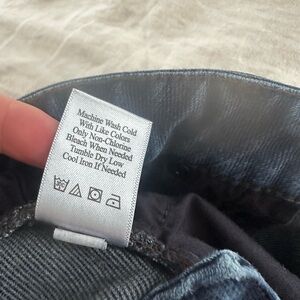 Machine Wash Cold
With Like Colors
Only Non-Chlorine
Bleach When Needed
Tumble Dry Low
Cool Iron If Needed